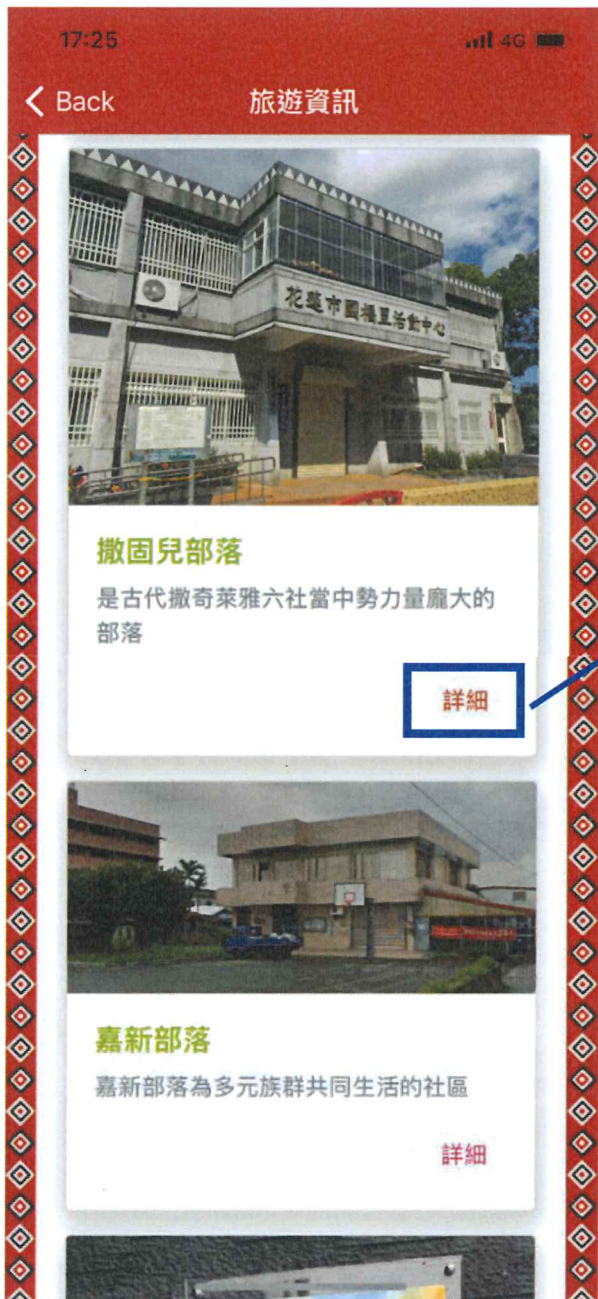 17:25
4G
Back
旅遊資訊
花蓮市國福里活動中心
撒固兒部落
是古代撒奇萊雅六社當中勢力量龐大的
部落
詳細
嘉新部落
嘉新部落為多元族群共同生活的社區
詳細